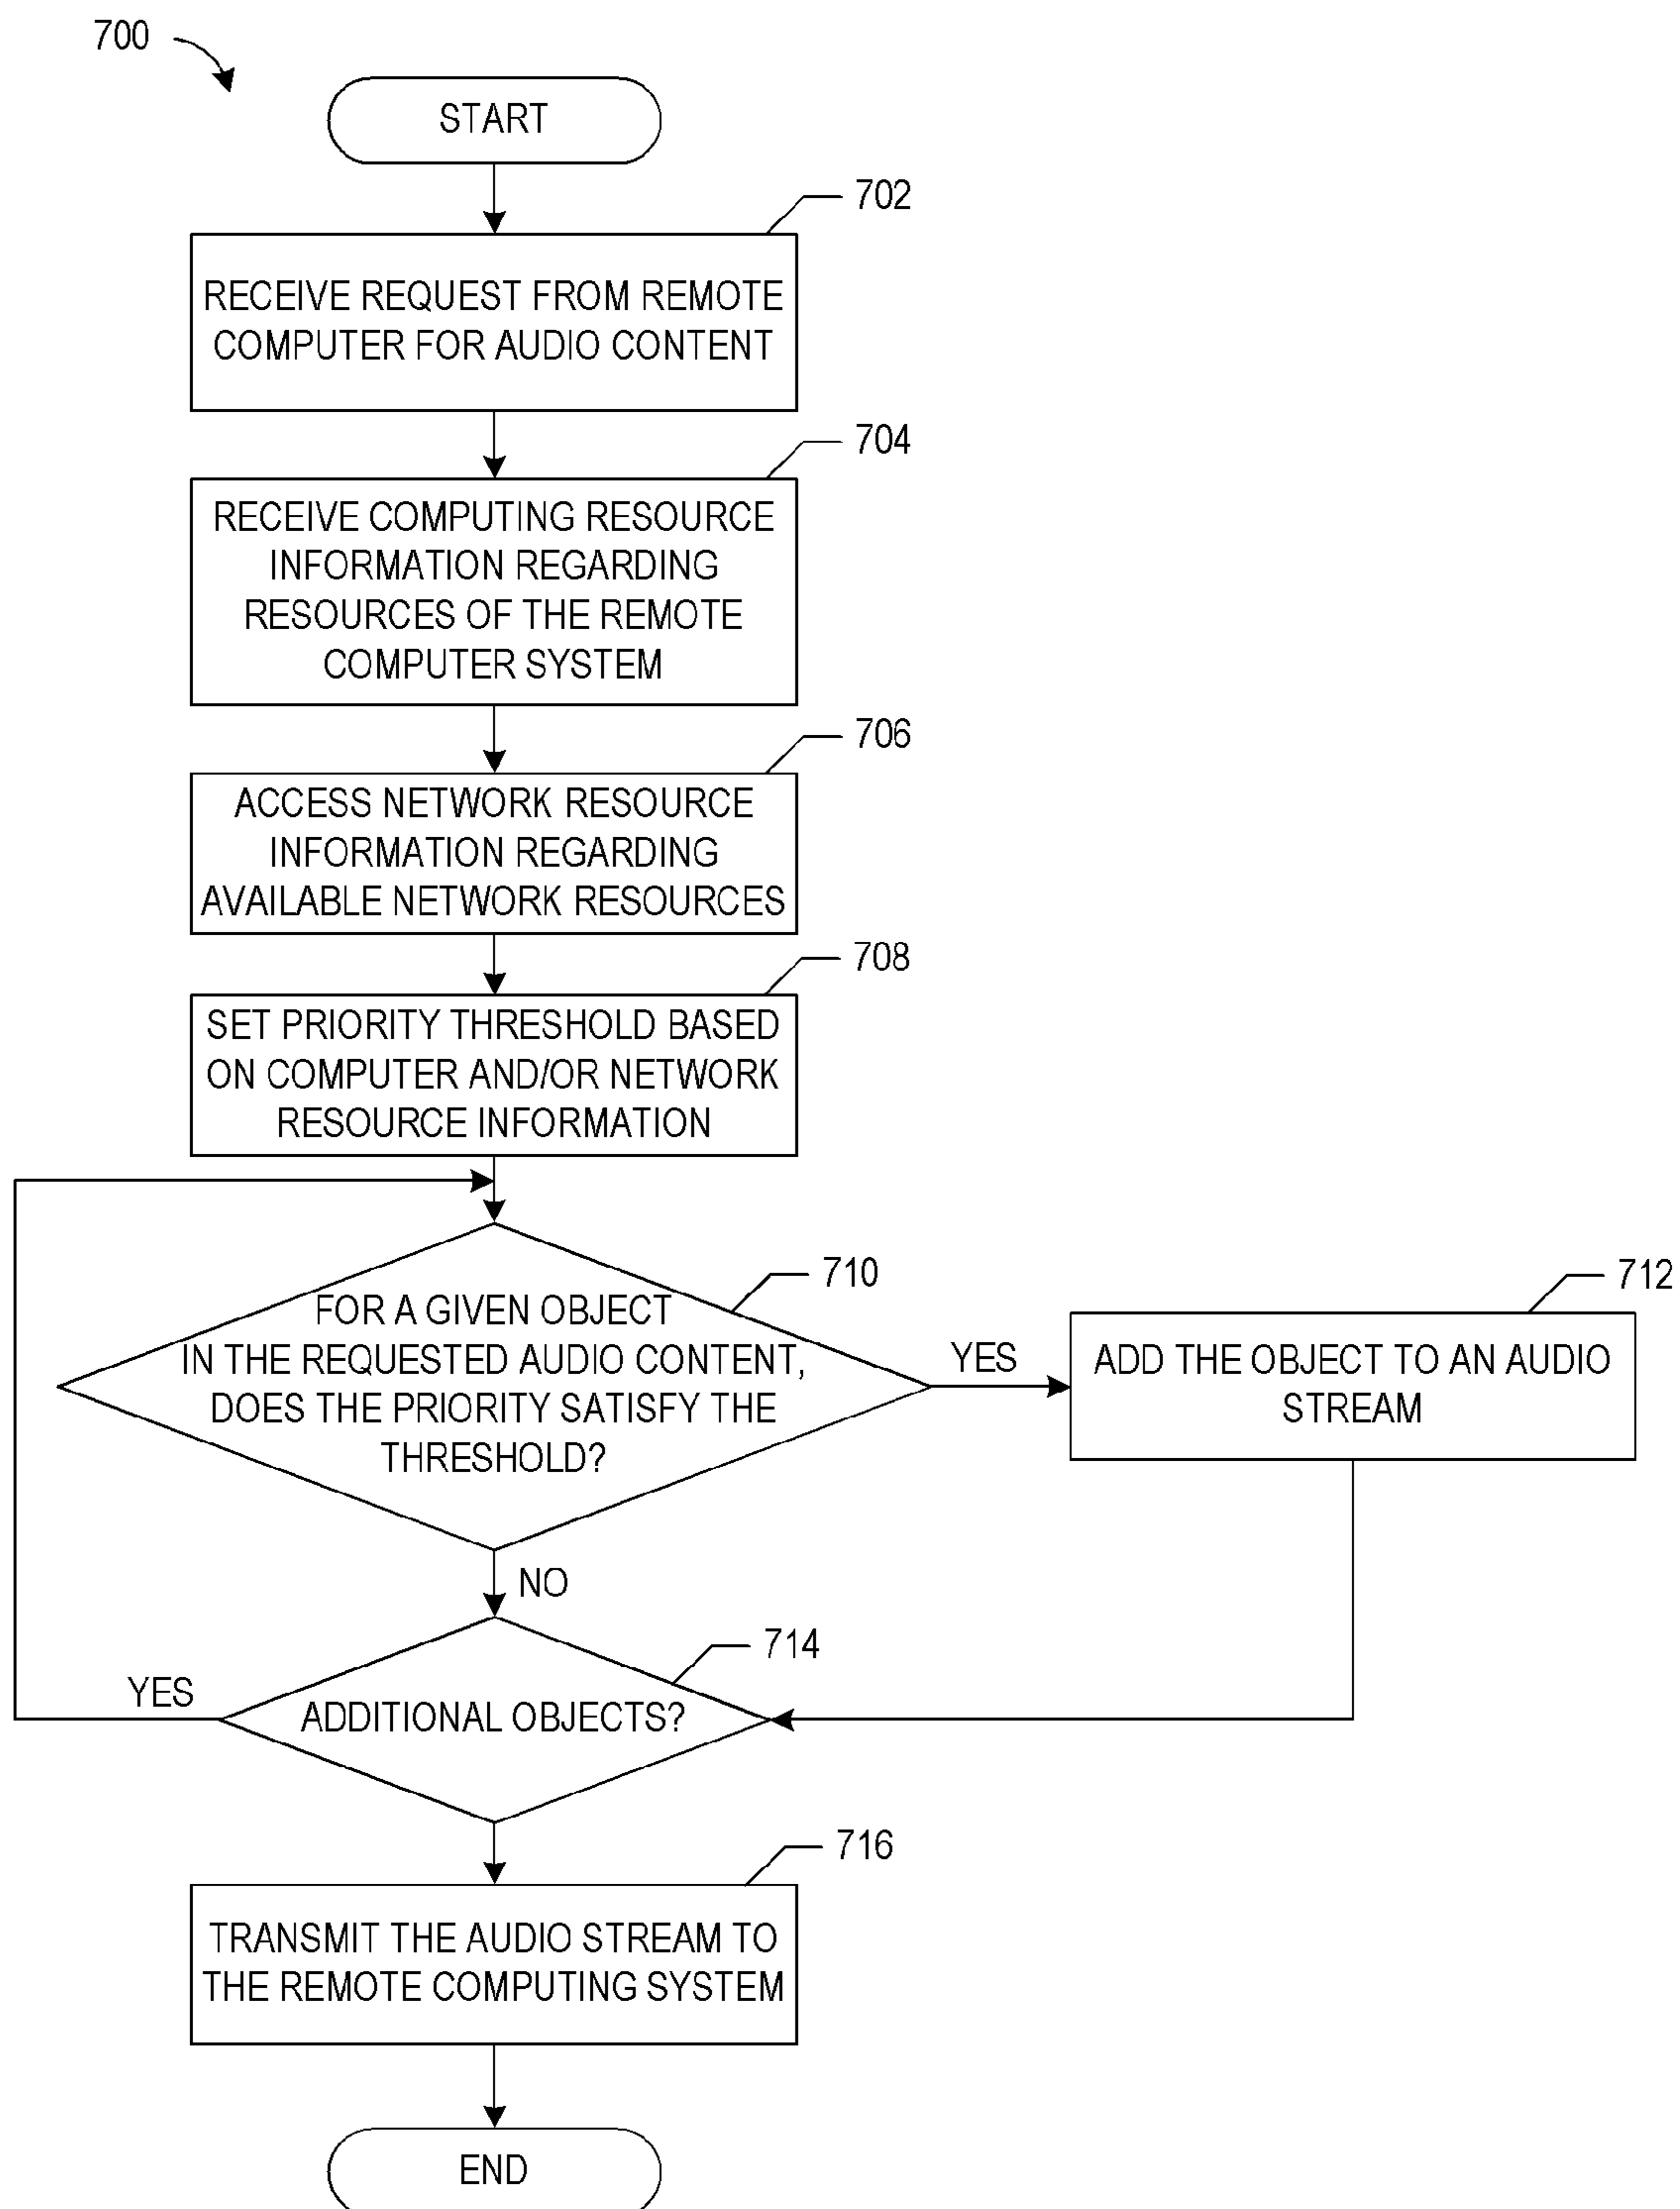 700
START
702
RECEIVE REQUEST FROM REMOTE
COMPUTER FOR AUDIO CONTENT
704
RECEIVE COMPUTING RESOURCE
INFORMATION REGARDING
RESOURCES OF THE REMOTE
COMPUTER SYSTEM
706
ACCESS NETWORK RESOURCE
INFORMATION REGARDING
AVAILABLE NETWORK RESOURCES
708
SET PRIORITY THRESHOLD BASED
ON COMPUTER AND/OR NETWORK
RESOURCE INFORMATION
710
FOR A GIVEN OBJECT
IN THE REQUESTED AUDIO CONTENT,
DOES THE PRIORITY SATISFY THE
THRESHOLD?
YES
712
ADD THE OBJECT TO AN AUDIO
STREAM
NO
714
YES
ADDITIONAL OBJECTS?
716
TRANSMIT THE AUDIO STREAM TO
THE REMOTE COMPUTING SYSTEM
END